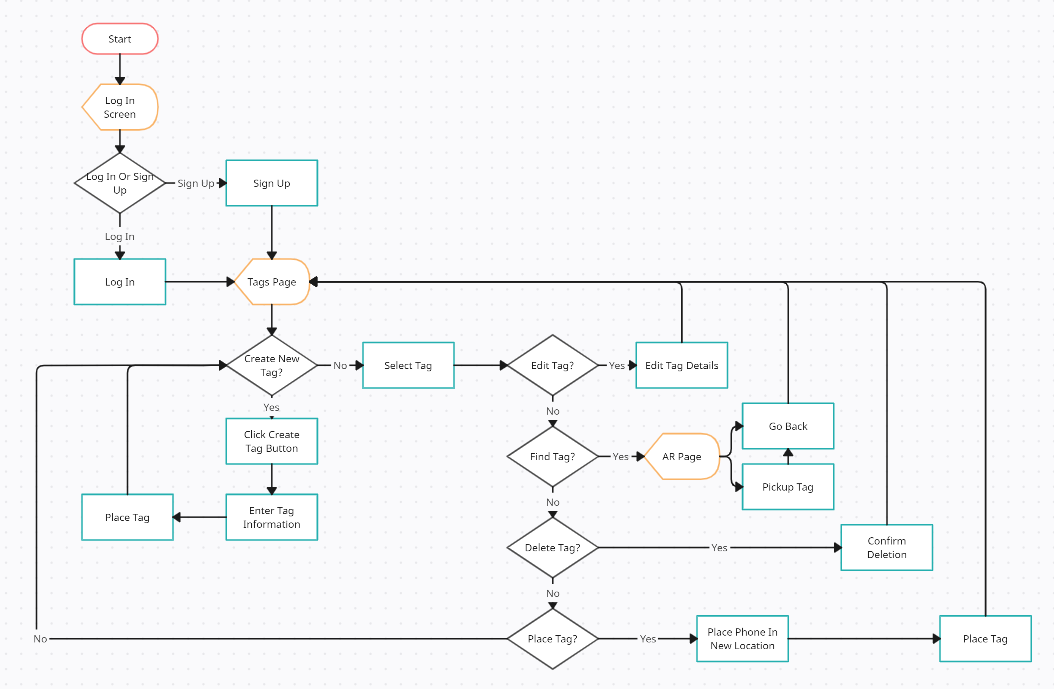 Start
Log In
Screen
Log In Or Sign
Up
Sign Up
Sign Up
Log In
Log In
Tags Page
Create New
Tag?
No
Select Tag
Edit Tag?
Yes
Edit Tag Details
Yes
No
Click Create
Tag Button
Find Tag?
Yes
AR Page
Go Back
Pickup Tag
Place Tag
Enter Tag
Information
No
Delete Tag?
Yes
Confirm
Deletion
No
No
Place Tag?
Yes
Place Phone In
New Location
Place Tag